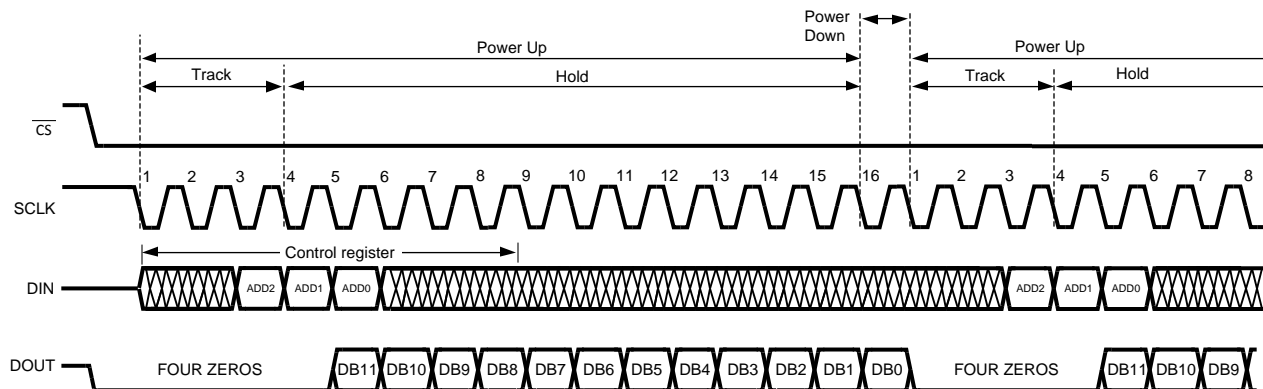 Power
Down
Power Up
Power Up
Track
Hold
Track
Hold
CS
1 2 3 4 5 6 7 8 9 10 11 12 13 14 15 16 1 2 3 4 5 6 7 8
SCLK
Control register
DIN
ADD2 ADD1 ADD0 ADD2 ADD1 ADD0
DOUT
FOUR ZEROS DB11 DB10 DB9 DB8 DB7 DB6 DB5 DB4 DB3 DB2 DB1 DB0 FOUR ZEROS DB11 DB10 DB9